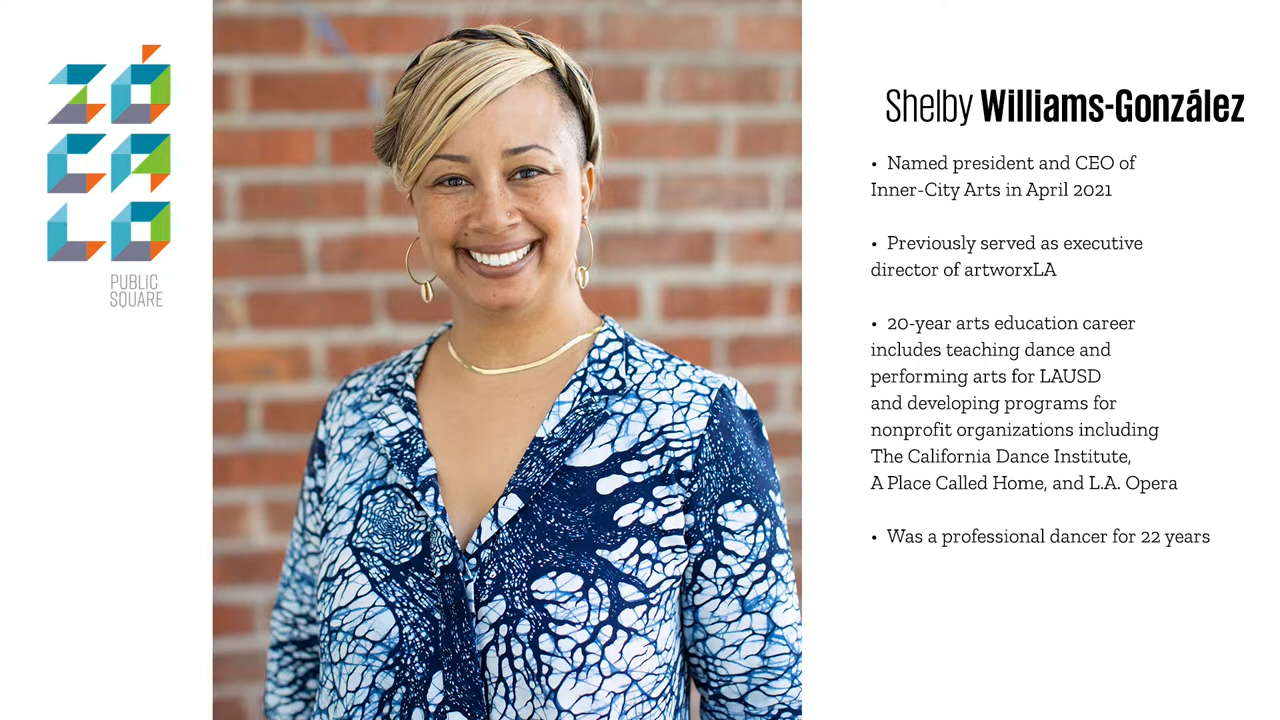 ZÓ
CA
LO
PUBLIC
SQUARE
Shelby Williams-González
• Named president and CEO of
Inner-City Arts in April 2021
• Previously served as executive
director of artworxLA
• 20-year arts education career
includes teaching dance and
performing arts for LAUSD
and developing programs for
nonprofit organizations including
The California Dance Institute,
A Place Called Home, and L.A. Opera
• Was a professional dancer for 22 years